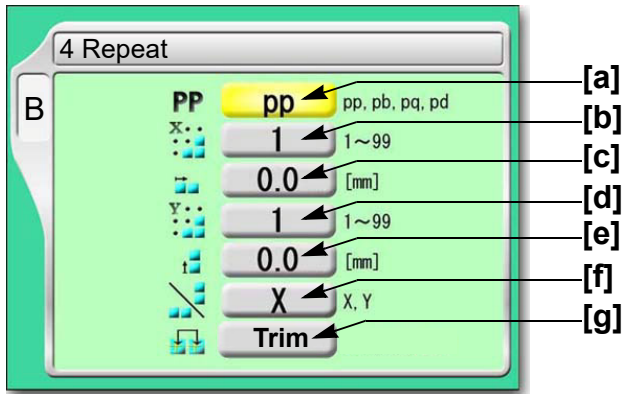 4 Repeat
B
PP pp pp, pb, pq, pd [a]
X 1 1~99 [b]
0.0 [mm] [c]
Y 1 1~99 [d]
0.0 [mm] [e]
X X, Y [f]
Trim [g]